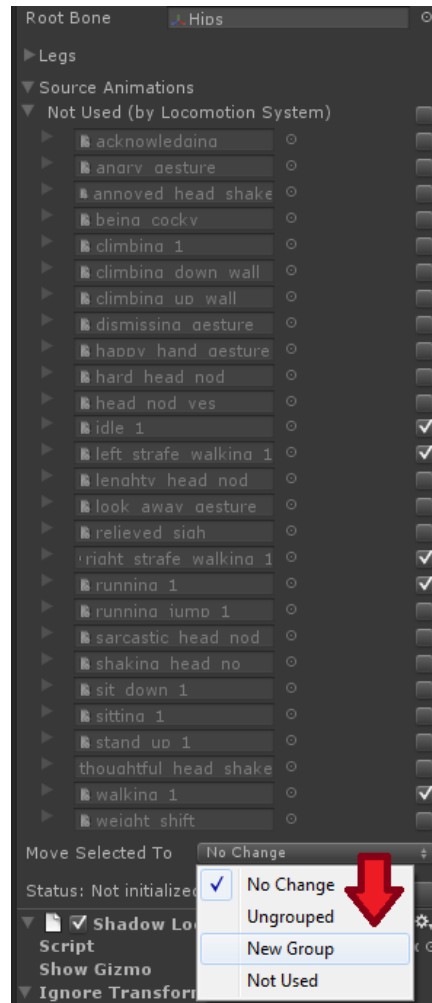 Root Bone Hips
Legs
Source Animations
Not Used (by Locomotion System)
acknowledging
angry gesture
annoyed head shake
being cocky
climbing 1
climbing down wall
climbing up wall
dismissing gesture
happy hand gesture
hard head nod
head nod yes
idle 1
left strafe walking 1
lenghty head nod
look away gesture
relieved sigh
right strafe walking 1
running 1
running jump 1
sarcastic head nod
shaking head no
sit down 1
sitting 1
stand up 1
thoughtful head shake
walking 1
weight shift
Move Selected To No Change
Status: Not initialized
No Change
Ungrouped
New Group
Not Used
Shadow Lo
Script
Show Gizmo
Ignore Transfor